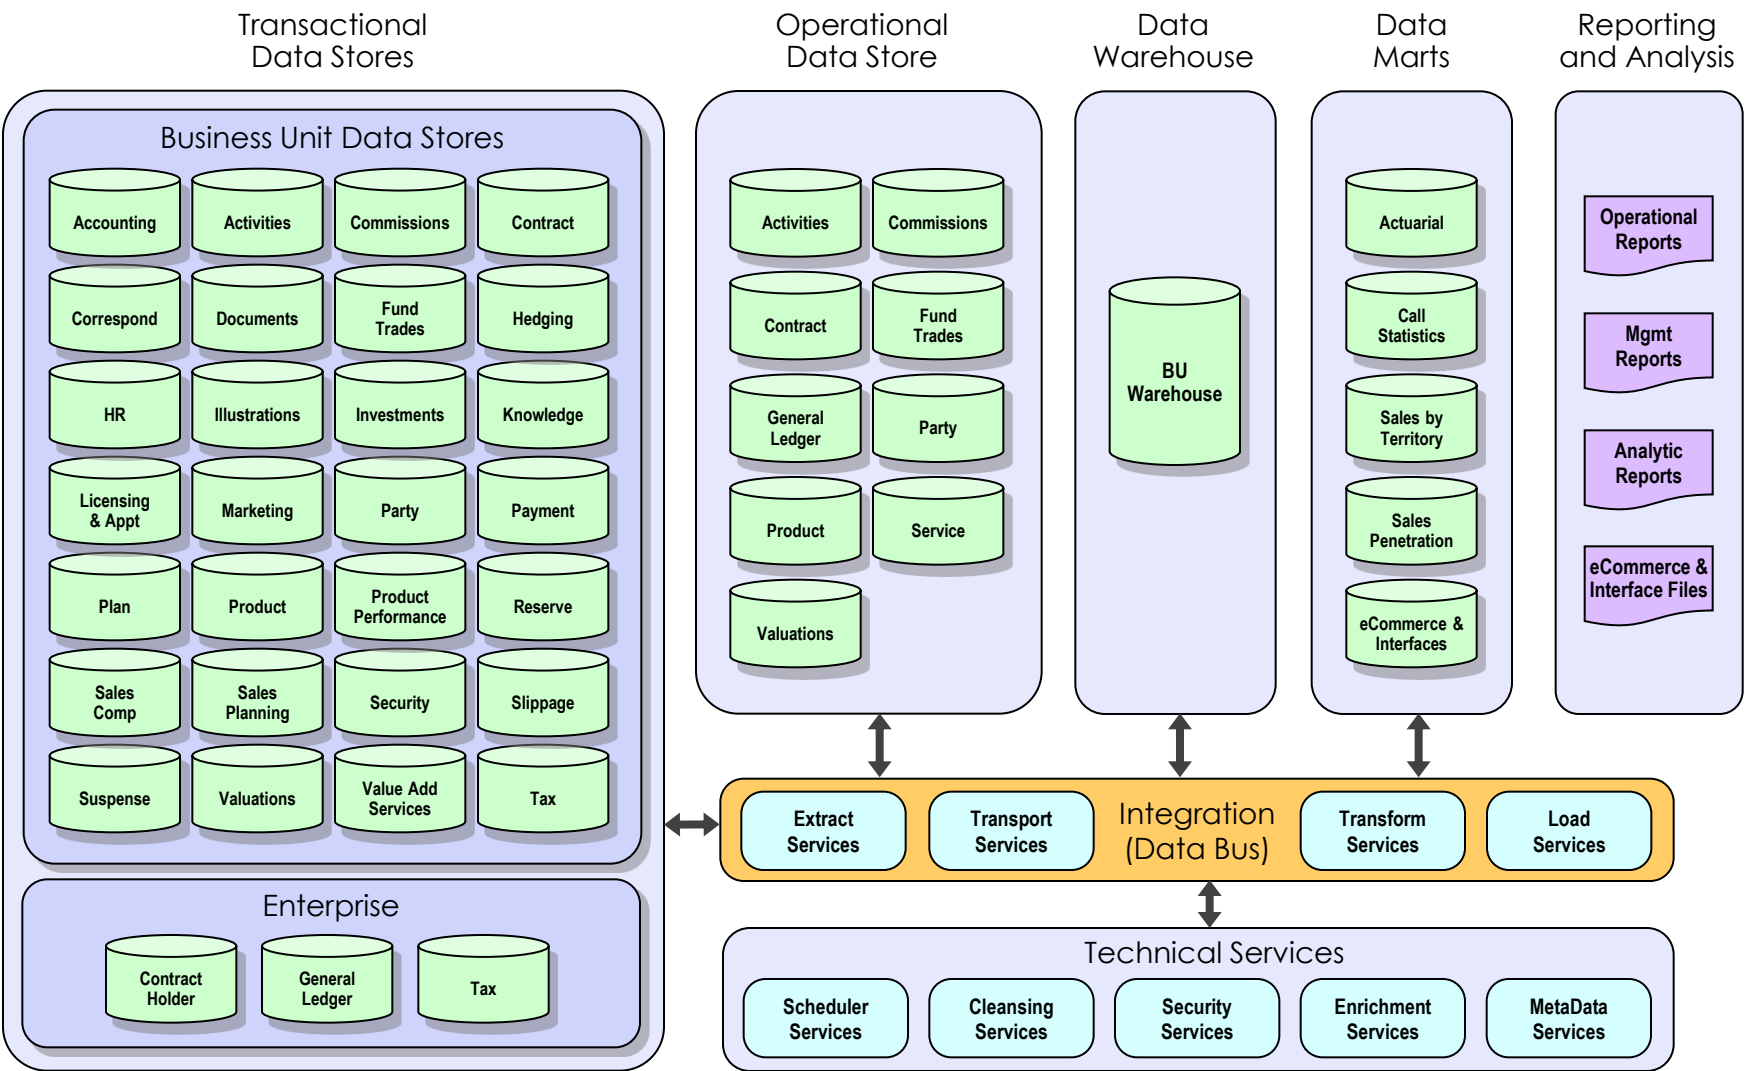 Transactional
Data Stores
Operational
Data Store
Data
Warehouse
Data
Marts
Reporting
and Analysis
Business Unit Data Stores
Accounting
Activities
Commissions
Contract
Correspond
Documents
Fund
Trades
Hedging
HR
Illustrations
Investments
Knowledge
Licensing
& Appt
Marketing
Party
Payment
Plan
Product
Product
Performance
Reserve
Sales
Comp
Sales
Planning
Security
Slippage
Suspense
Valuations
Value Add
Services
Tax
Enterprise
Contract
Holder
General
Ledger
Tax
Activities
Commissions
Contract
Fund
Trades
General
Ledger
Party
Product
Service
Valuations
BU
Warehouse
Actuarial
Call
Statistics
Sales by
Territory
Sales
Penetration
eCommerce &
Interfaces
Operational
Reports
Mgmt
Reports
Analytic
Reports
eCommerce &
Interface Files
Extract
Services
Transport
Services
Integration
(Data Bus)
Transform
Services
Load
Services
Technical Services
Scheduler
Services
Cleansing
Services
Security
Services
Enrichment
Services
MetaData
Services